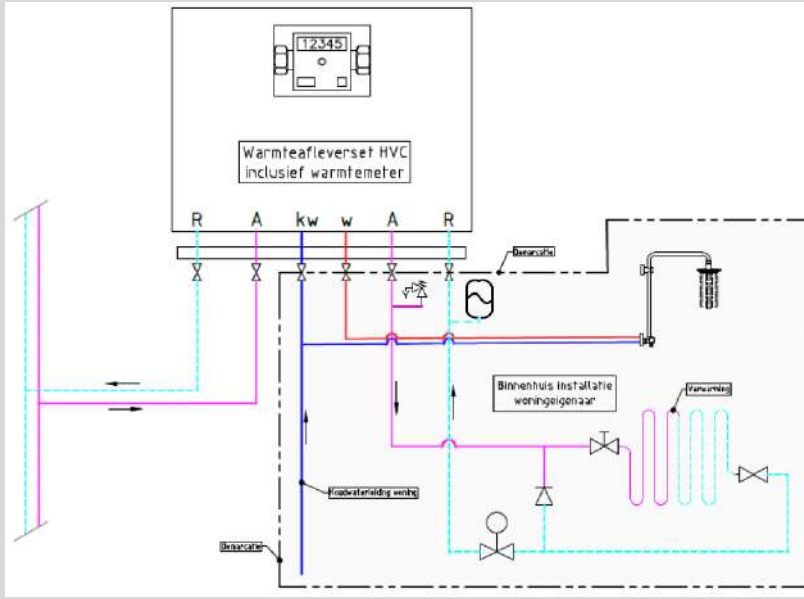 12345
Warmteafleverset HVC
inclusief warmtemeter
R A kw w A R
Demarcatie
Binnenhuis installatie
woningeigenaar
Verwarming
Koudwaterleiding woning
Demarcatie